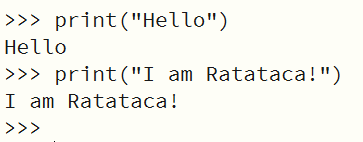 >>> print("Hello")
Hello
>>> print("I am Ratataca!")
I am Ratataca!
>>>